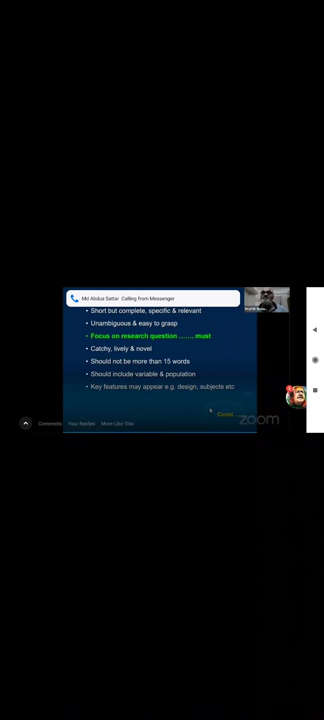 Md Abdus Sattar Calling from Messenger
• Short but complete, specific & relevant
• Unambiguous & easy to grasp
• Focus on research question ....... must
• Catchy, lively & novel
• Should not be more than 15 words
• Should include variable & population
• Key features may appear e.g. design, subjects etc
zoom
Comments Your Replies More Like This